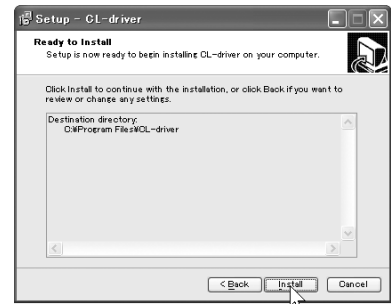 Setup - CL-driver
Ready to Install
Setup is now ready to begin installing CL-driver on your computer.
Click Install to continue with the installation, or click Back if you want to
review or change any settings.
Destination directory:
C:¥Program Files¥CL-driver
< Back
Install
Cancel